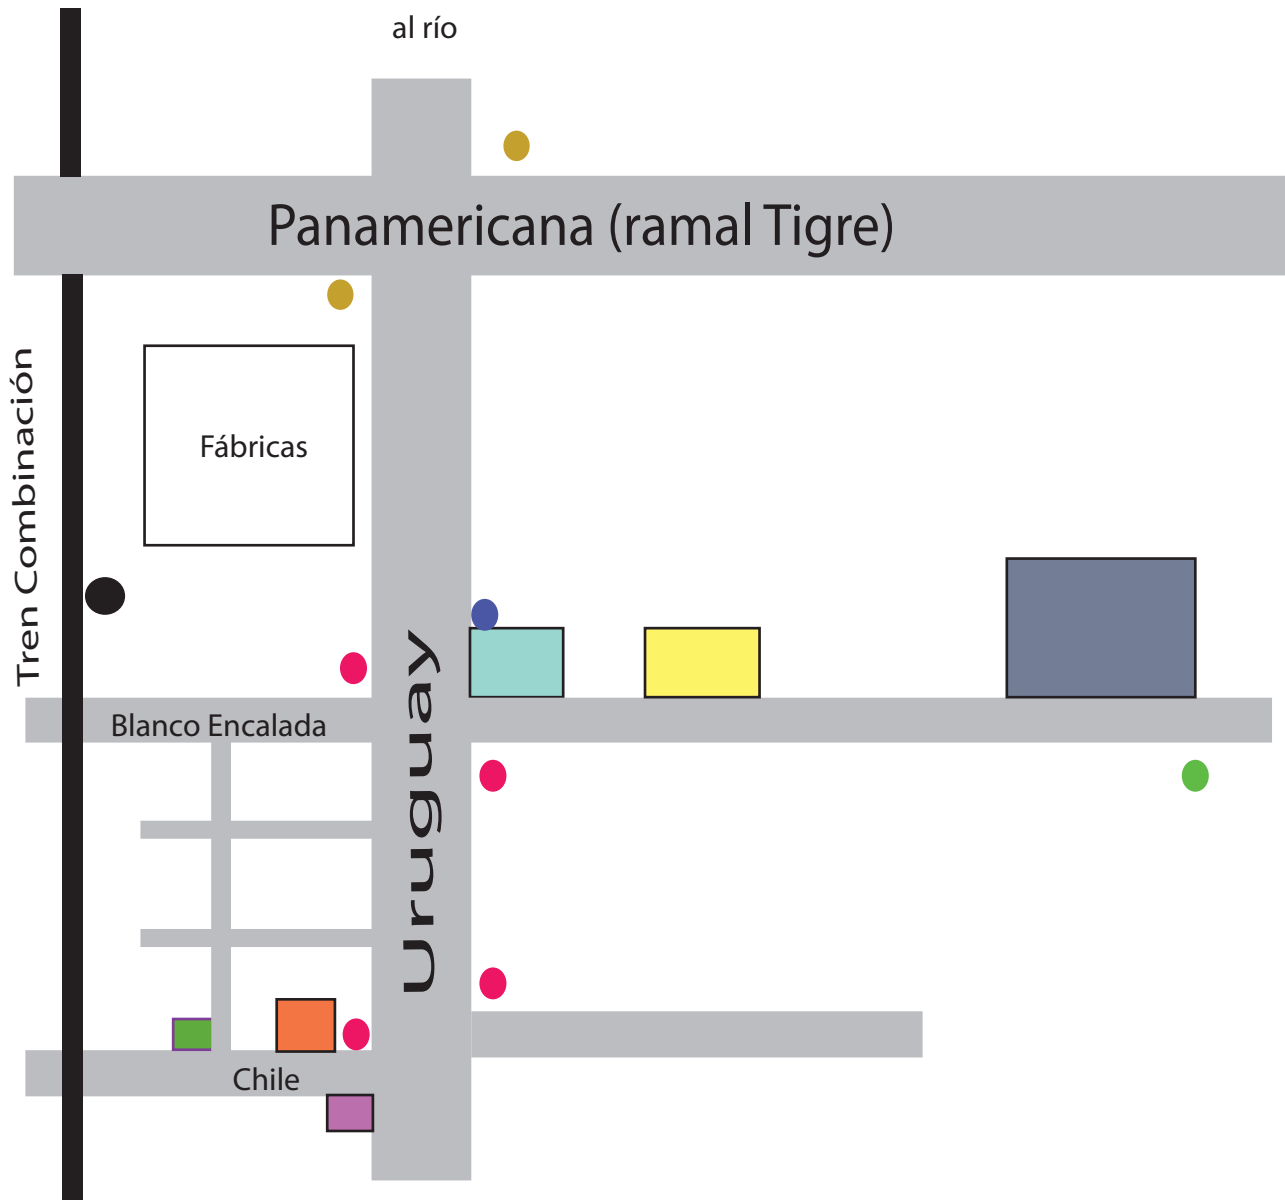 al río
Panamericana (ramal Tigre)
Tren Combinación
Fábricas
Uruguay
Blanco Encalada
Chile